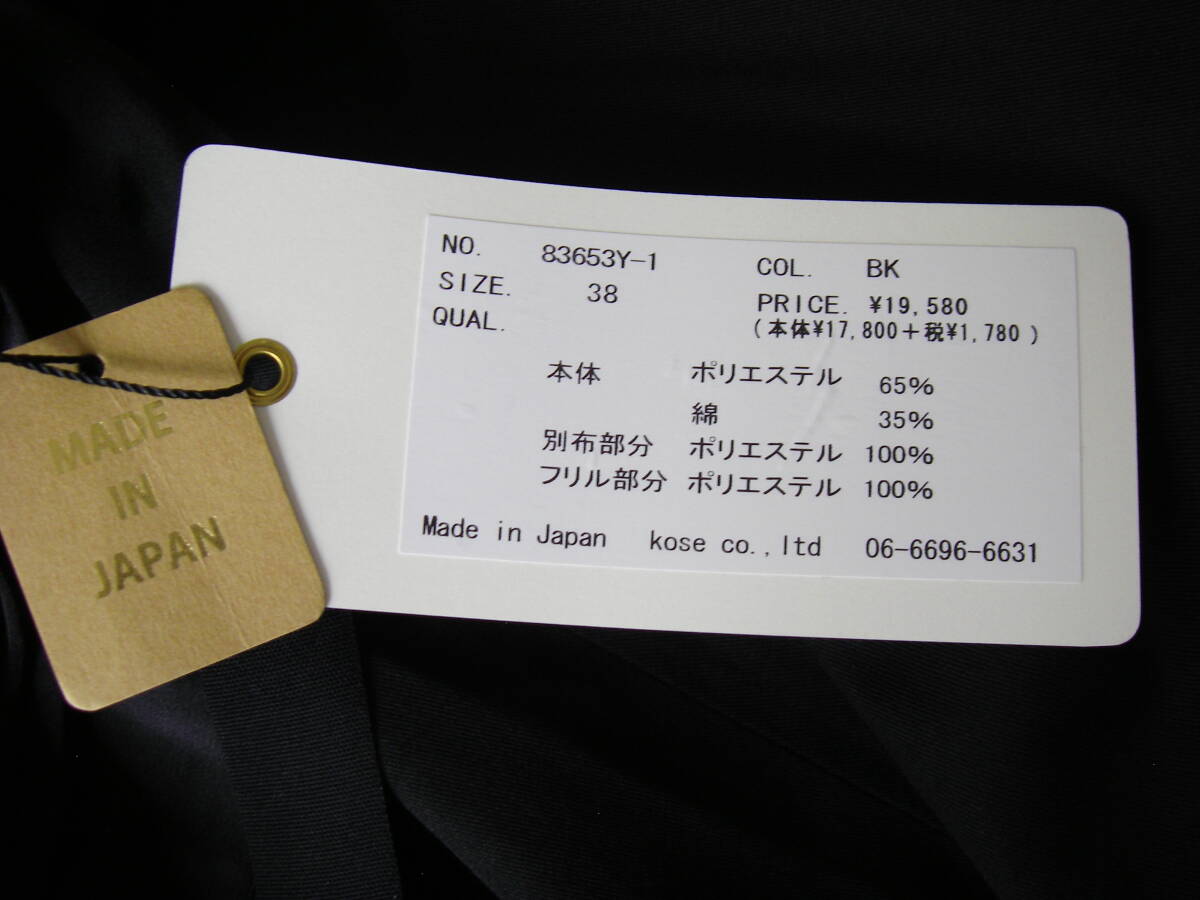 NO. 83653Y-1 COL. BK
SIZE. 38 PRICE. ¥19,580
QUAL. (本体¥17,800+税¥1,780)
本体 ポリエステル 65%
綿 35%
別布部分 ポリエステル 100%
フリル部分 ポリエステル 100%
Made in Japan kose co.,ltd 06-6696-6631
MADE
IN
JAPAN